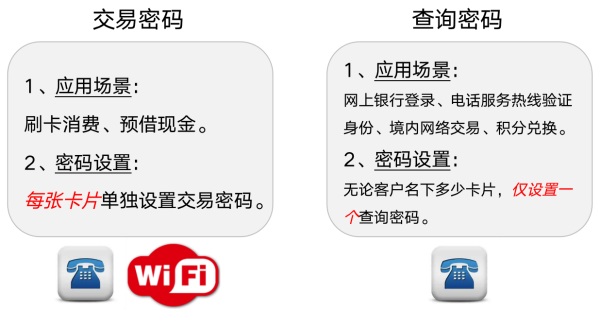 交易密码
1、应用场景：
刷卡消费、预借现金。
2、密码设置：
每张卡片单独设置交易密码。
Wi Fi
查询密码
1、应用场景：
网上银行登录、电话服务热线验证
身份、境内网络交易、积分兑换。
2、密码设置：
无论客户名下多少卡片，仅设置一
个查询密码。